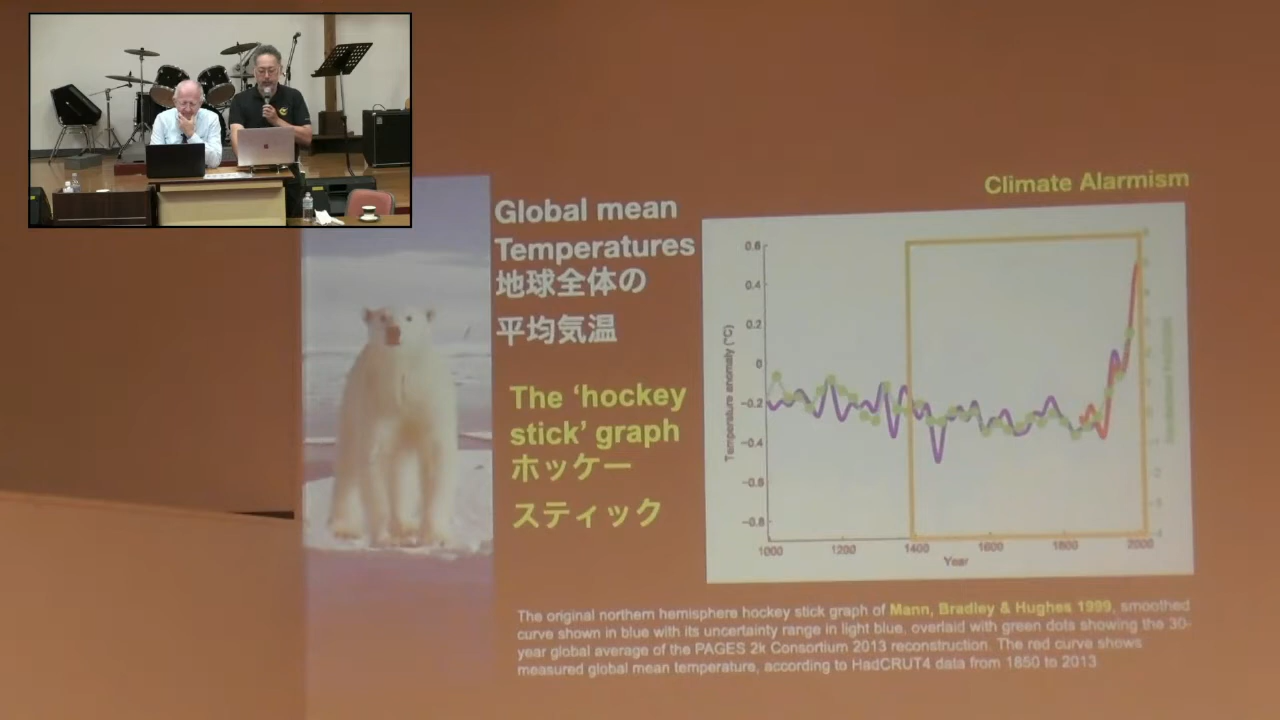 Climate Alarmism
Global mean
Temperatures
地球全体の
平均気温
The ‘hockey
stick’ graph
ホッケー
スティック
Temperature anomaly (°C)
0.6
0.4
0.2
0
−0.2
−0.4
−0.6
−0.8
1000 1200 1400 1600 1800 2000
Year
The original northern hemisphere hockey stick graph of Mann, Bradley & Hughes 1999, smoothed
curve shown in blue with its uncertainty range in light blue, overlaid with green dots showing the 30-
year global average of the PAGES 2k Consortium 2013 reconstruction. The red curve shows
measured global mean temperature, according to HadCRUT4 data from 1850 to 2013